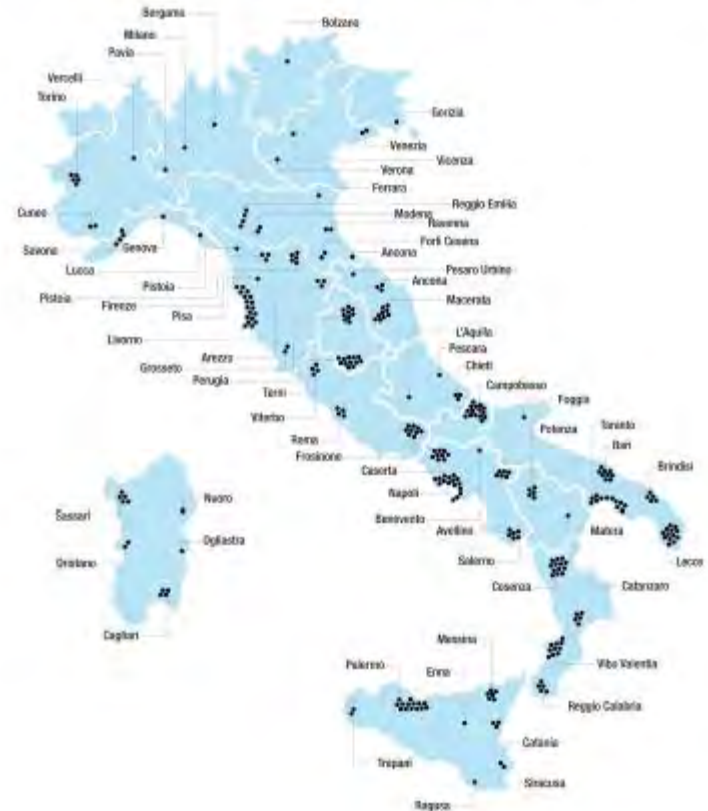 Bergamo
Bolzano
Milano
Pavia
Vercelli
Torino
Gorizia
Venezia
Vicenza
Verona
Ferrara
Reggio Emilia
Cuneo
Modena
Ravenna
Savona
Genova
Forlì Cesena
Lucca
Ancona
Pistoia
Pesaro Urbino
Pistoia
Ancona
Firenze
Macerata
Pisa
Livorno
L'Aquila
Arezzo
Pescara
Grosseto
Chieti
Perugia
Campobasso
Terni
Foggia
Viterbo
Potenza
Taranto
Roma
Bari
Frosinone
Brindisi
Caserta
Napoli
Nuoro
Sassari
Benevento
Avellino
Matera
Ogliastra
Oristano
Salerno
Lecce
Cosenza
Catanzaro
Cagliari
Messina
Palermo
Enna
Vibo Valentia
Reggio Calabria
Catania
Trapani
Siracusa
Ragusa